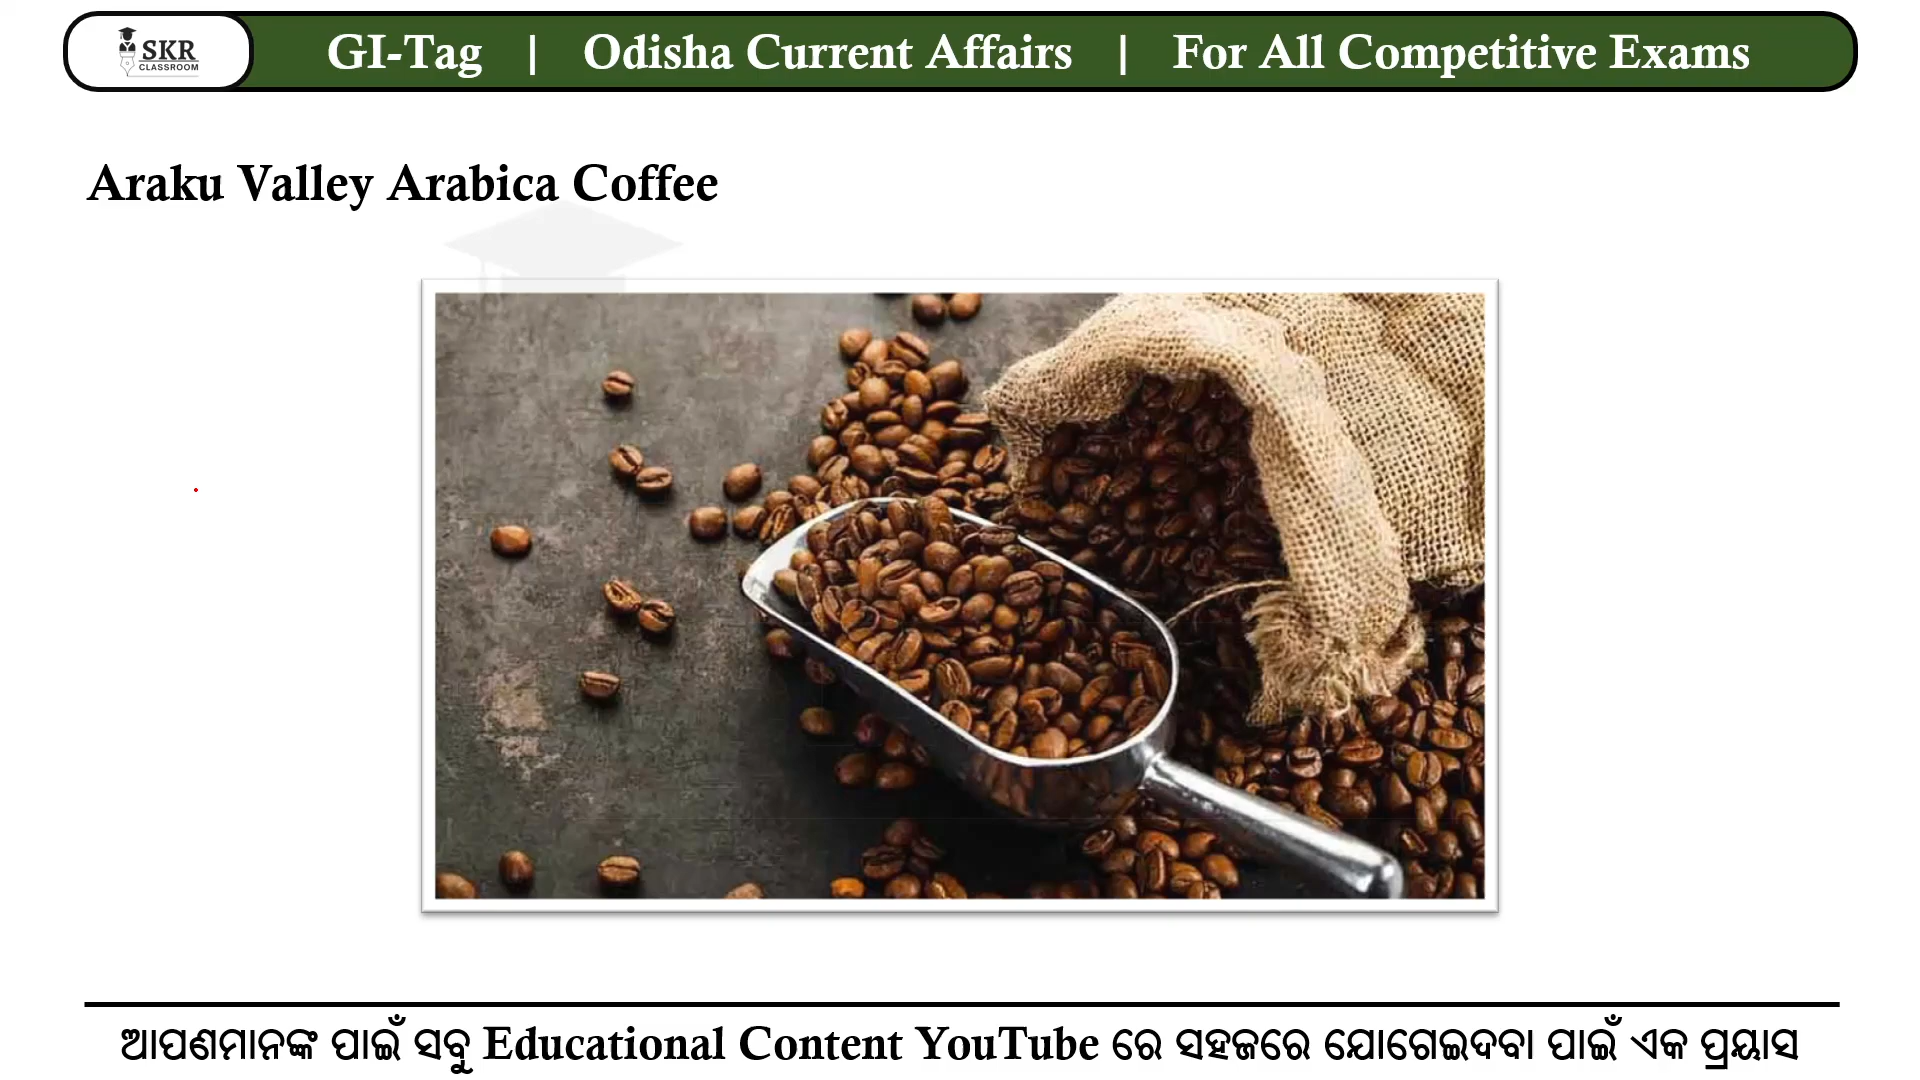 SKR
CLASSROOM
GI-Tag | Odisha Current Affairs | For All Competitive Exams
Araku Valley Arabica Coffee
ଆପଣମାନଙ୍କ ପାଇଁ ସବୁ Educational Content YouTube ରେ ସହଜରେ ଯୋଗେଇଦବା ପାଇଁ ଏକ ପ୍ରୟାସ